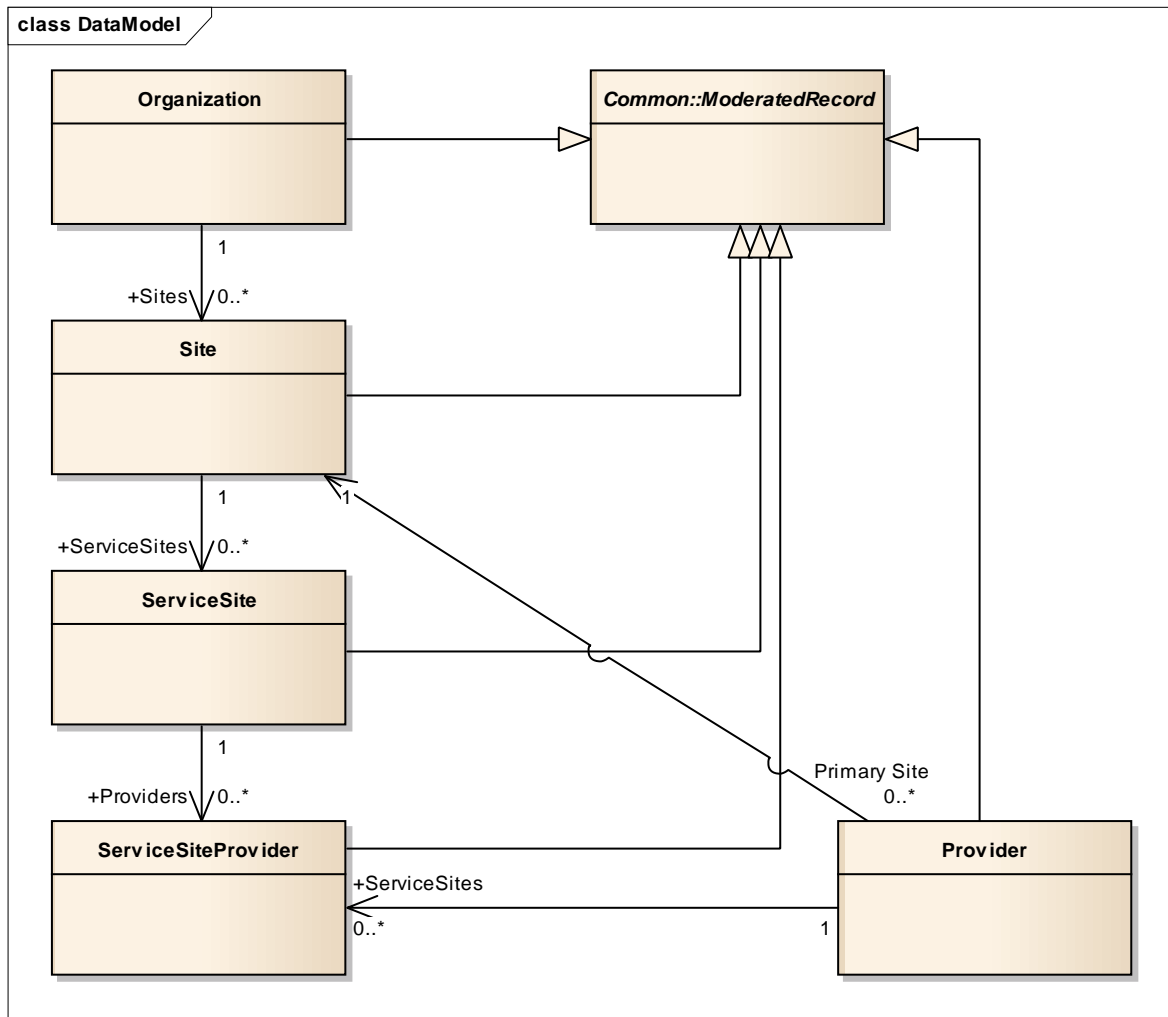 class DataModel
Organization
Common::ModeratedRecord
1
+Sites 0..*
Site
1
1
+ServiceSites 0..*
ServiceSite
1
Primary Site
+Providers 0..*
0..*
ServiceSiteProvider
Provider
+ServiceSites
0..*
1